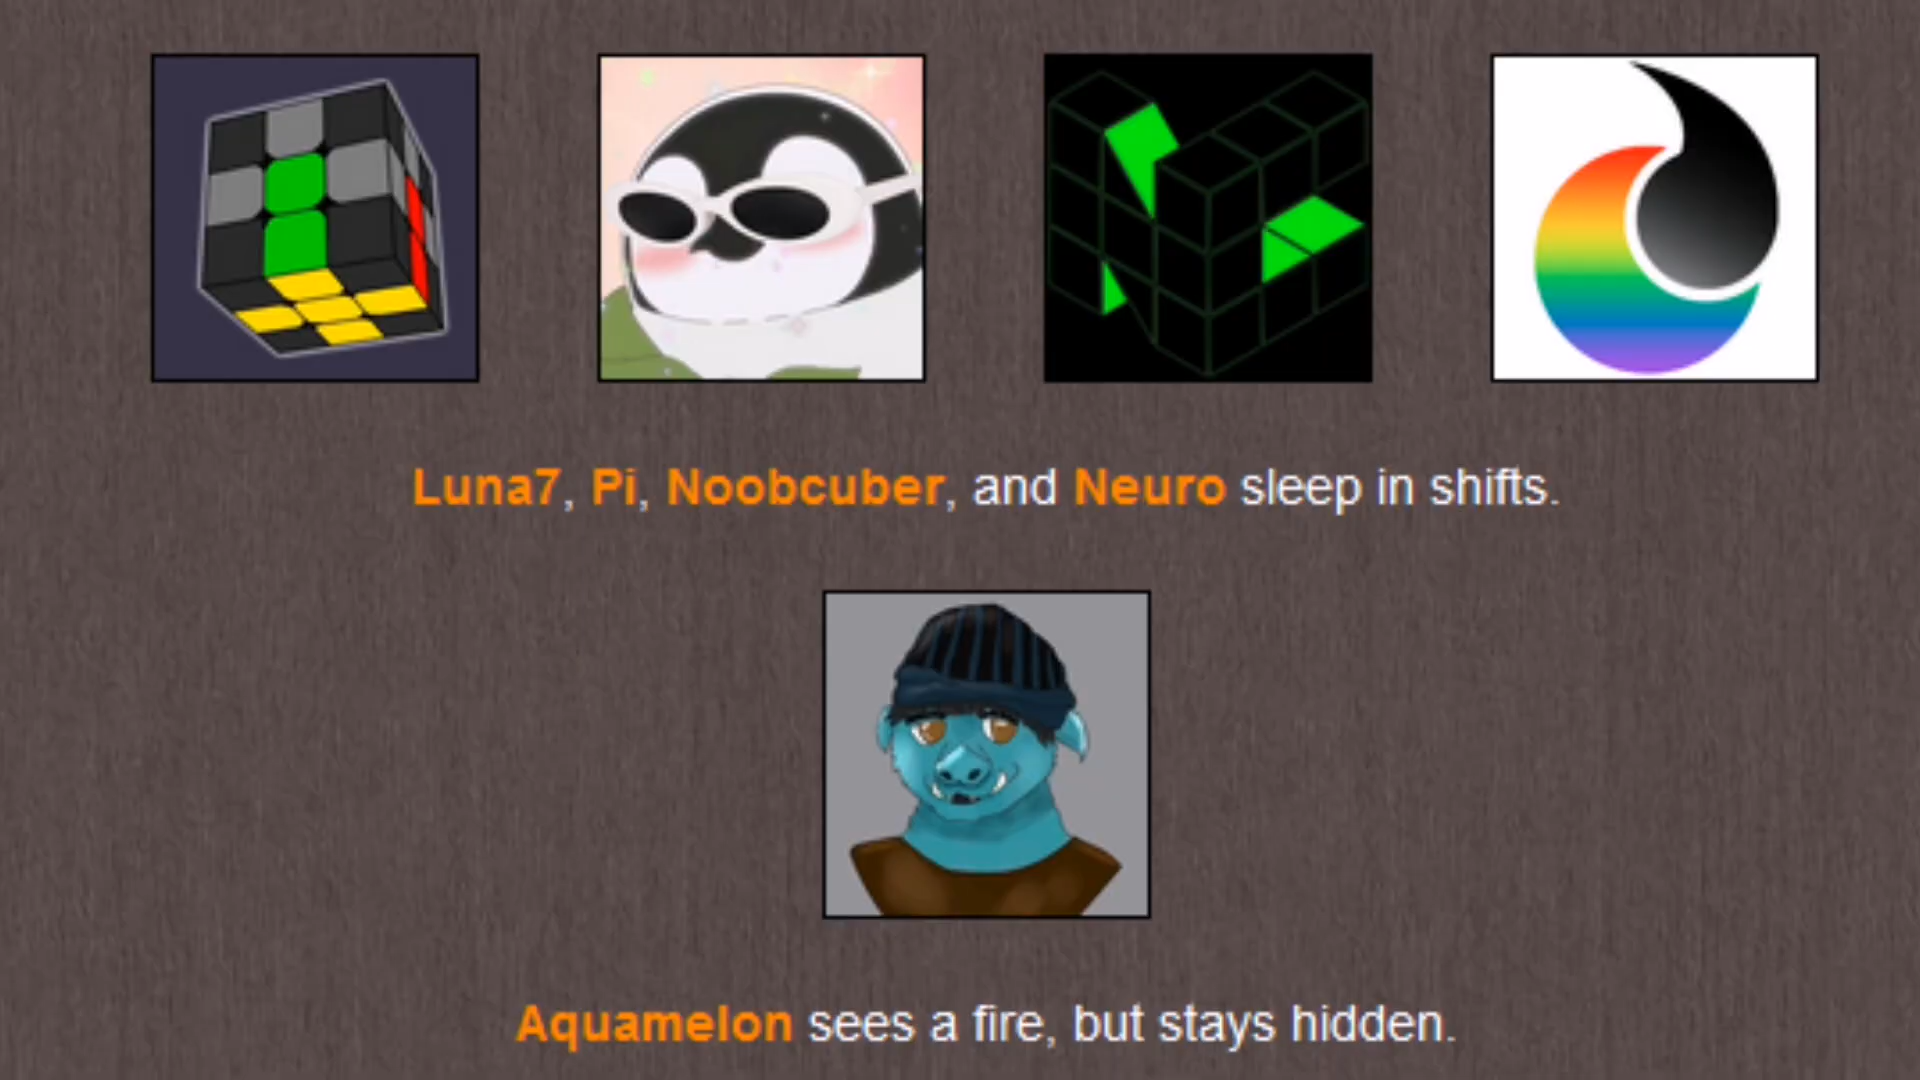 Luna7, Pi, Noobcuber, and Neuro sleep in shifts.
Aquamelon sees a fire, but stays hidden.